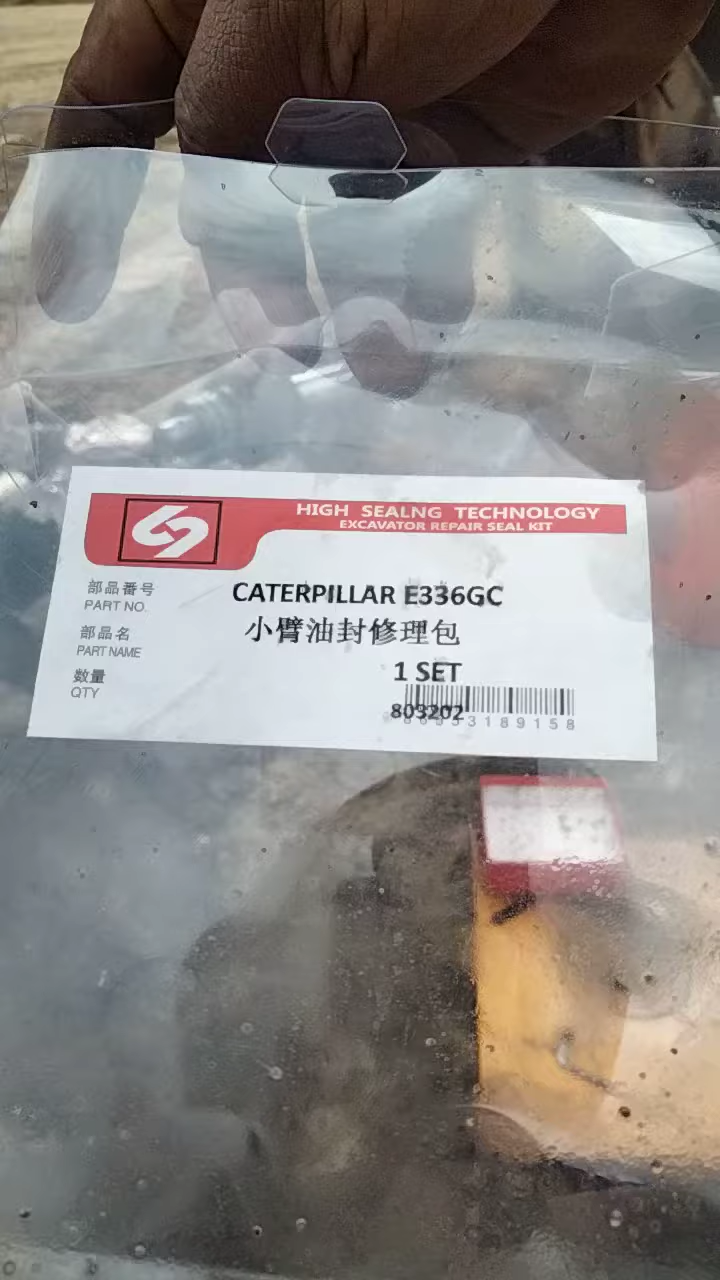 HIGH SEALNG TECHNOLOGY
EXCAVATOR REPAIR SEAL KIT
部品番号
PART NO.
CATERPILLAR E336GC
部品名
PART NAME
小臂油封修理包
数量
QTY
1 SET
803202
53189158